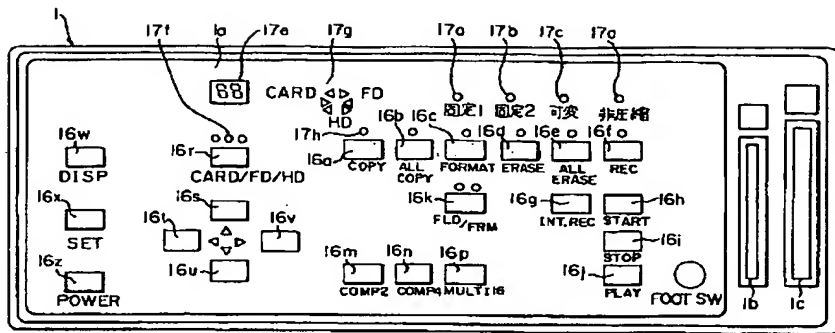 1
17f
1a
17e
17g
17a
17b
17c
17d
88
CARD
FD
HD
固定1
固定2
可変
非圧縮
16w
DISP
16r
CARD/FD/HD
17h
16a
COPY
16b
ALL COPY
16c
FORMAT
16d
ERASE
16e
ALL ERASE
16f
REC
16x
SET
16s
16t
16v
16u
16k
FLD/FRM
16g
INT.REC
16h
START
16i
STOP
16j
PLAY
16z
POWER
16m
COMP2
16n
COMP4
16p
MULTI16
FOOT SW
1b
1c